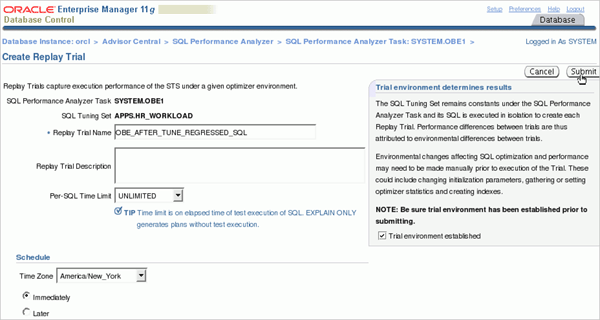 ORACLE Enterprise Manager 11g
Database Control
Setup Preferences Help Logout
Database
Database Instance: orcl > Advisor Central > SQL Performance Analyzer > SQL Performance Analyzer Task: SYSTEM.OBE1 >
Logged in As SYSTEM
Create Replay Trial
Cancel Submit
Replay Trials capture execution performance of the STS under a given optimizer environment.
SQL Performance Analyzer Task SYSTEM.OBE1
SQL Tuning Set APPS.HR_WORKLOAD
* Replay Trial Name OBE_AFTER_TUNE_REGRESSED_SQL
Replay Trial Description
Per-SQL Time Limit UNLIMITED
TIP Time limit is on elapsed time of test execution of SQL. EXPLAIN ONLY
generates plans without test execution.
Trial environment determines results
The SQL Tuning Set remains constants under the SQL Performance
Analyzer Task and its SQL is executed in isolation to create each
Replay Trial. Performance differences between trials are thus
attributed to environmental differences between trials.
Environmental changes affecting SQL optimization and performance
may need to be made manually prior to execution of the Trial. These
could include changing initialization parameters, gathering or setting
optimizer statistics and creating indexes.
NOTE: Be sure trial environment has been established prior to
submitting.
Trial environment established
Schedule
Time Zone America/New_York
Immediately
Later